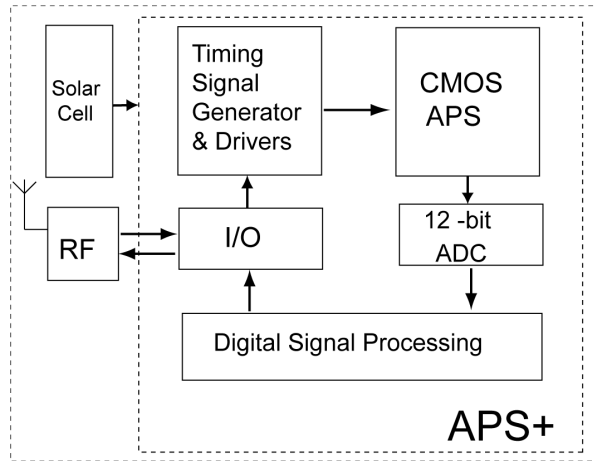 Solar
Cell
Timing
Signal
Generator
& Drivers
CMOS
APS
RF
I/O
12 -bit
ADC
Digital Signal Processing
APS+